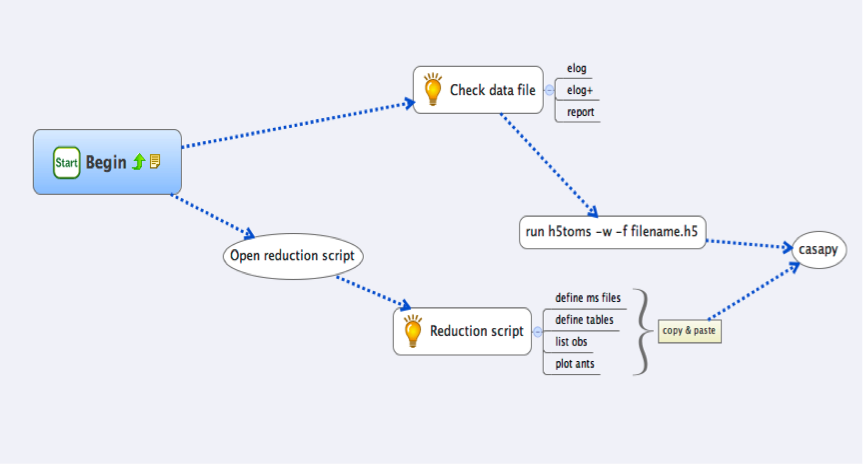 Start
Begin
Check data file
elog
elog+
report
Open reduction script
run h5toms -w -f filename.h5
casapy
Reduction script
define ms files
define tables
list obs
plot ants
copy & paste